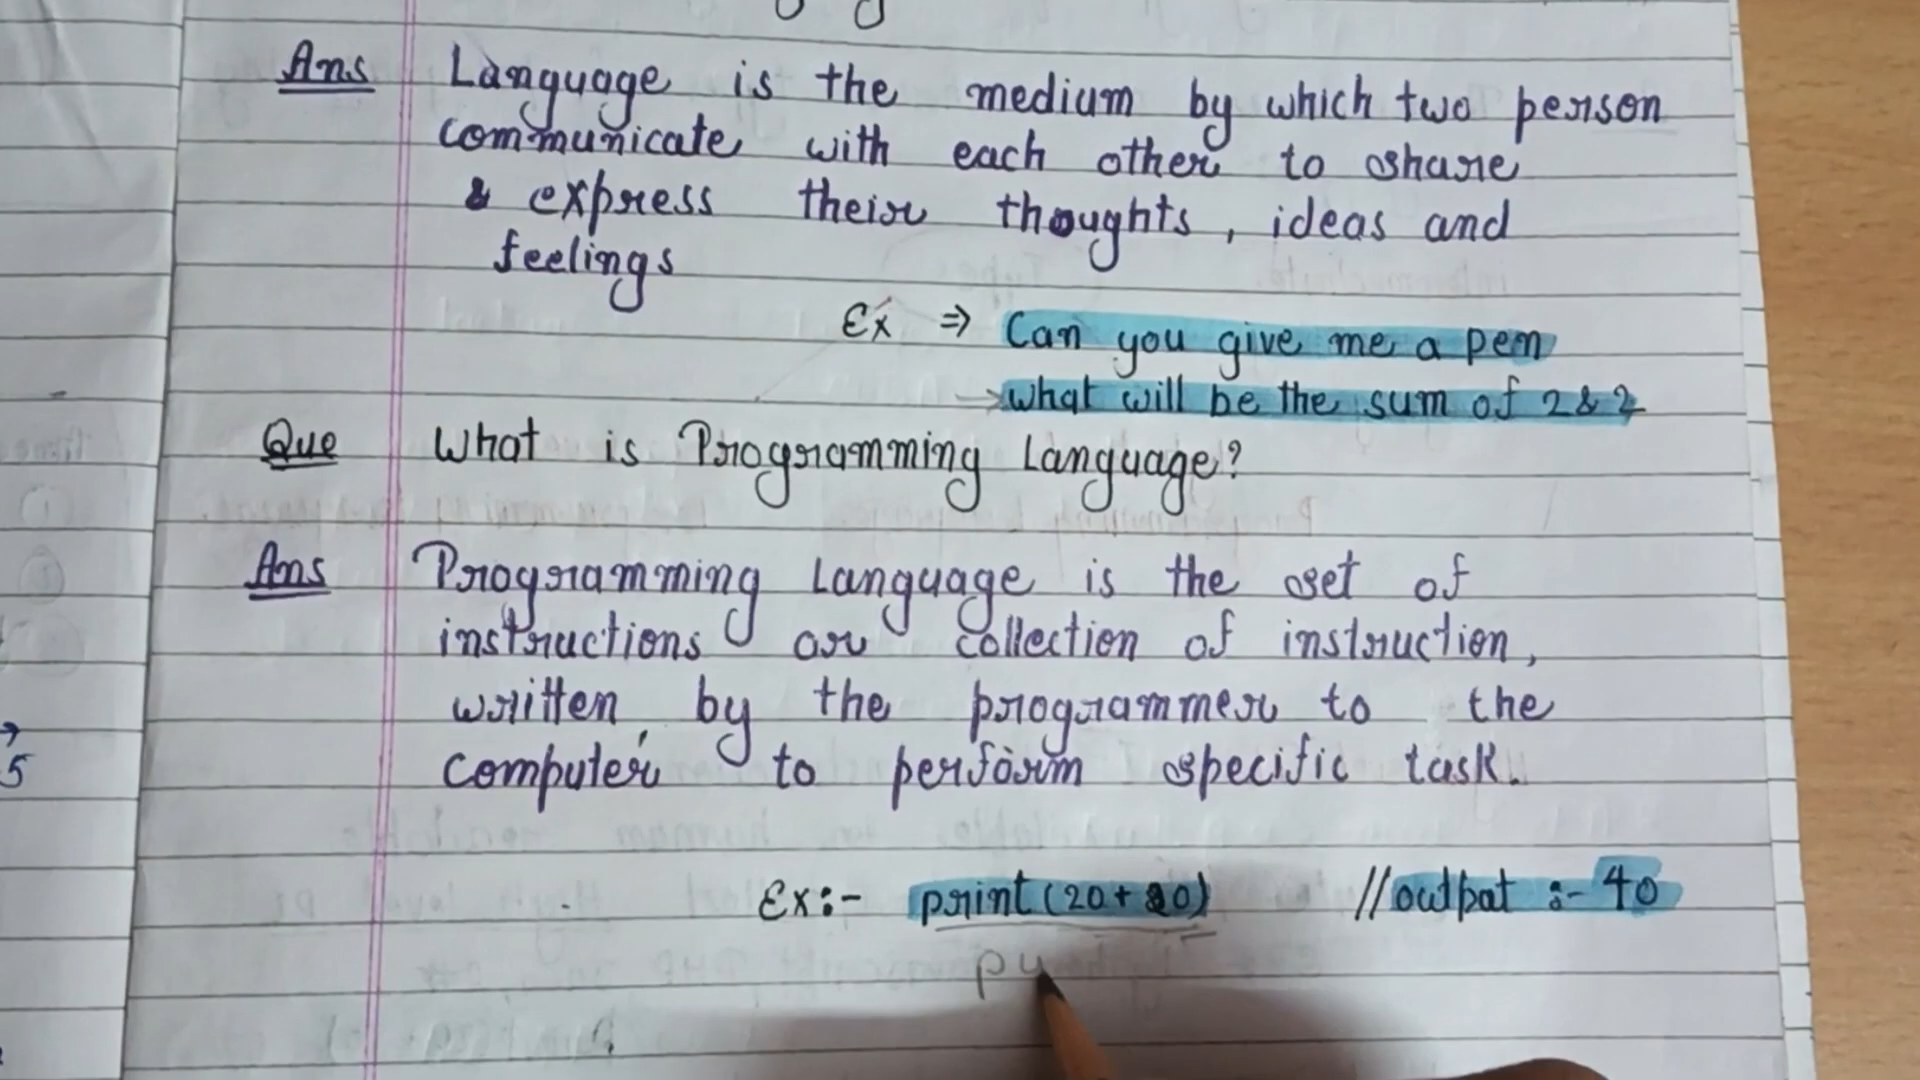 Ans Language is the medium by which two person
communicate with each other to share
& express their thoughts, ideas and
feelings
Ex ⇒ Can you give me a pen
→ what will be the sum of 2 & 2
Que What is Programming Language?
Ans Programming Language is the set of
instructions or collection of instruction,
written by the programmer to the
computer to perform specific task.
→
5
Ex:- print(20+20) //output :- 40
py